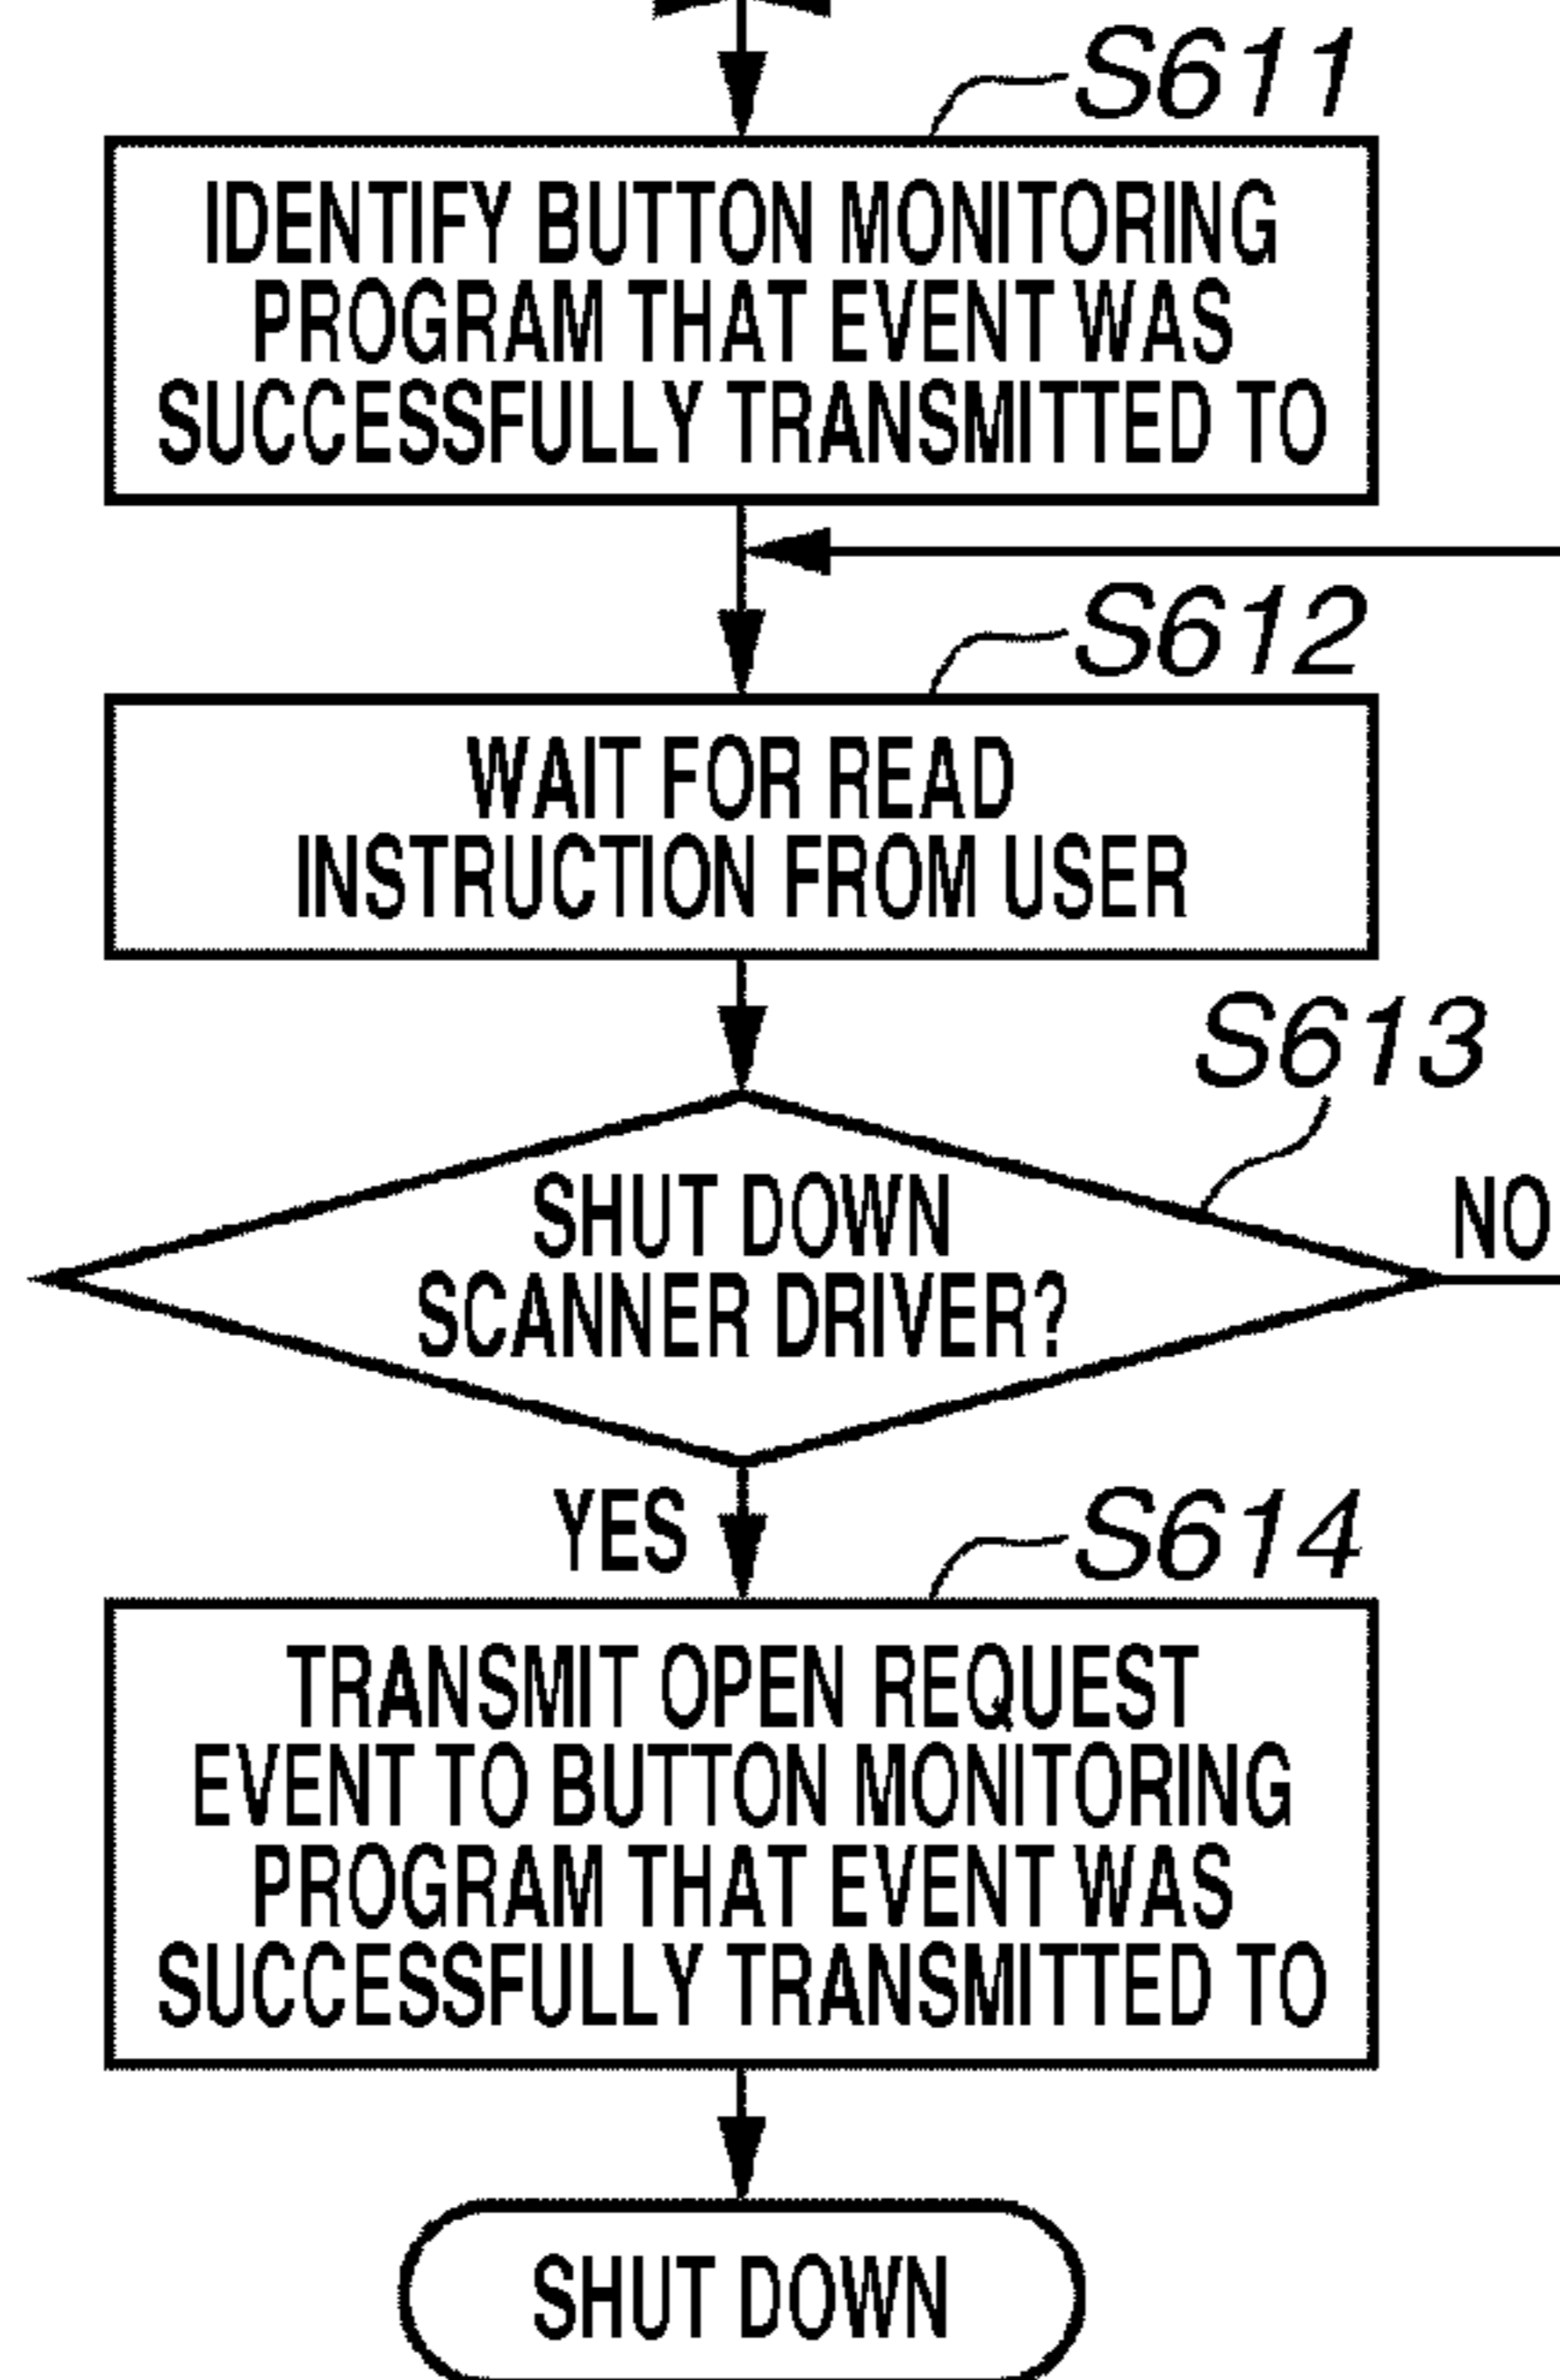 S611
IDENTIFY BUTTON MONITORING
PROGRAM THAT EVENT WAS
SUCCESSFULLY TRANSMITTED TO
S612
WAIT FOR READ
INSTRUCTION FROM USER
S613
SHUT DOWN
SCANNER DRIVER?
NO
YES
S614
TRANSMIT OPEN REQUEST
EVENT TO BUTTON MONITORING
PROGRAM THAT EVENT WAS
SUCCESSFULLY TRANSMITTED TO
SHUT DOWN